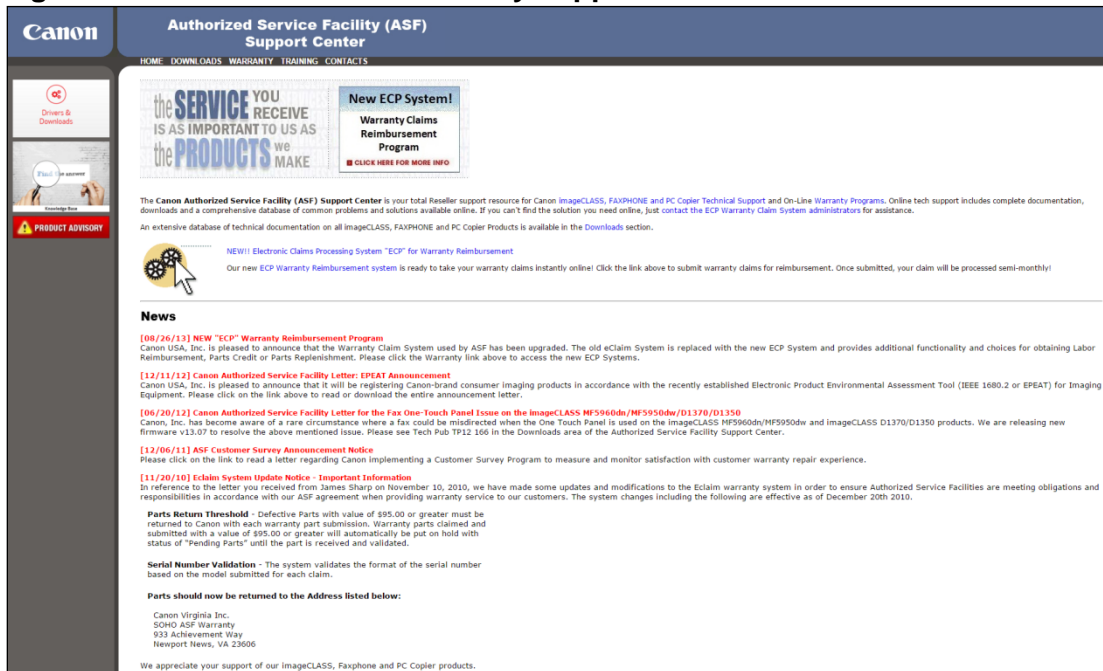 Canon
Authorized Service Facility (ASF)
Support Center
HOME DOWNLOADS WARRANTY TRAINING CONTACTS
Drivers &
Downloads
Find the answer
Knowledge Base
PRODUCT ADVISORY
the SERVICE YOU RECEIVE
IS AS IMPORTANT TO US AS
the PRODUCTS we MAKE
New ECP System!
Warranty Claims
Reimbursement
Program
CLICK HERE FOR MORE INFO
The Canon Authorized Service Facility (ASF) Support Center is your total Reseller support resource for Canon imageCLASS, FAXPHONE and PC Copier Technical Support and On-Line Warranty Programs. Online tech support includes complete documentation,
downloads and a comprehensive database of common problems and solutions available online. If you can't find the solution you need online, just contact the ECP Warranty Claim System administrators for assistance.
An extensive database of technical documentation on all imageCLASS, FAXPHONE and PC Copier Products is available in the Downloads section.
NEW!! Electronic Claims Processing System "ECP" for Warranty Reimbursement
Our new ECP Warranty Reimbursement system is ready to take your warranty claims instantly online! Click the link above to submit warranty claims for reimbursement. Once submitted, your claim will be processed semi-monthly!
News
[08/26/13] NEW "ECP" Warranty Reimbursement Program
Canon USA, Inc. is pleased to announce that the Warranty Claim System used by ASF has been upgraded. The old eClaim System is replaced with the new ECP System and provides additional functionality and choices for obtaining Labor
Reimbursement, Parts Credit or Parts Replenishment. Please click the Warranty link above to access the new ECP Systems.
[12/11/12] Canon Authorized Service Facility Letter: EPEAT Announcement
Canon USA, Inc. is pleased to announce that it will be registering Canon-brand consumer imaging products in accordance with the recently established Electronic Product Environmental Assessment Tool (IEEE 1680.2 or EPEAT) for Imaging
Equipment. Please click on the link above to read or download the entire announcement letter.
[06/20/12] Canon Authorized Service Facility Letter for the Fax One-Touch Panel Issue on the imageCLASS MF5960dn/MF5950dw/D1370/D1350
Canon, Inc. has become aware of a rare circumstance where a fax could be misdirected when the One Touch Panel is used on the imageCLASS MF5960dn/MF5950dw and imageCLASS D1370/D1350 products. We are releasing new
firmware v13.07 to resolve the above mentioned issue. Please see Tech Pub TP12 166 in the Downloads area of the Authorized Service Facility Support Center.
[12/06/11] ASF Customer Survey Announcement Notice
Please click on the link to read a letter regarding Canon implementing a Customer Survey Program to measure and monitor satisfaction with customer warranty repair experience.
[11/20/10] Eclaim System Update Notice - Important Information
In reference to the letter you received from James Sharp on November 10, 2010, we have made some updates and modifications to the Eclaim warranty system in order to ensure Authorized Service Facilities are meeting obligations and
responsibilities in accordance with our ASF agreement when providing warranty service to our customers. The system changes including the following are effective as of December 20th 2010.
Parts Return Threshold - Defective Parts with value of $95.00 or greater must be
returned to Canon with each warranty part submission. Warranty parts claimed and
submitted with a value of $95.00 or greater will automatically be put on hold with
status of "Pending Parts" until the part is received and validated.
Serial Number Validation - The system validates the format of the serial number
based on the model submitted for each claim.
Parts should now be returned to the Address listed below:
Canon Virginia Inc.
SOHO ASF Warranty
933 Achievement Way
Newport News, VA 23606
We appreciate your support of our imageCLASS, Faxphone and PC Copier products.